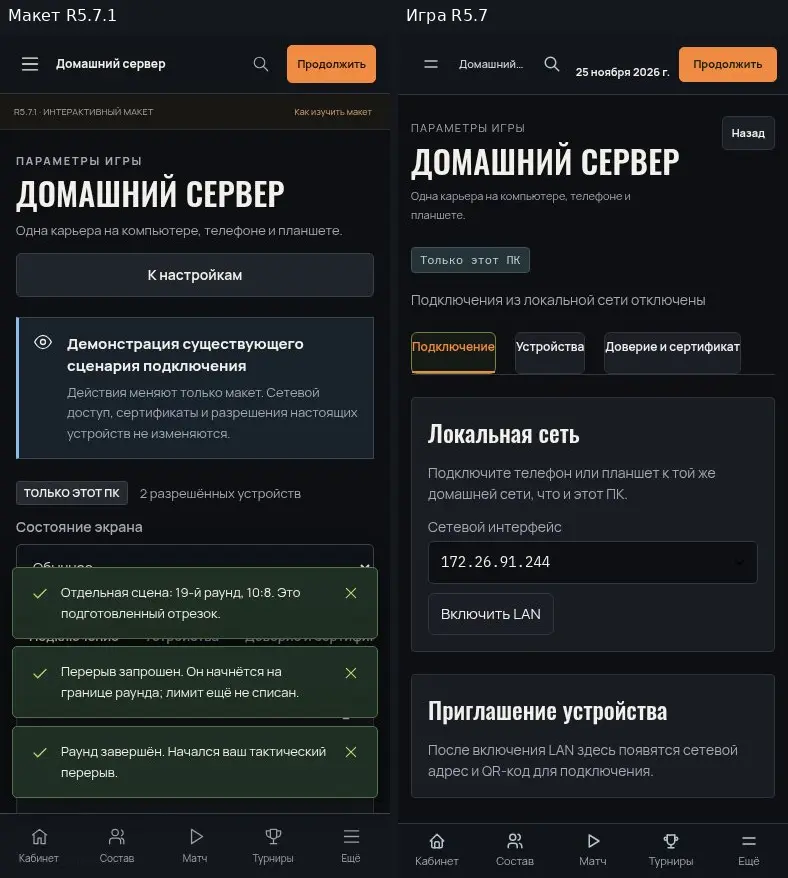 Макет R5.7.1
Домашний сервер
Продолжить
R5.7.1 · ИНТЕРАКТИВНЫЙ МАКЕТ
Как изучить макет
ПАРАМЕТРЫ ИГРЫ
ДОМАШНИЙ СЕРВЕР
Одна карьера на компьютере, телефоне и планшете.
К настройкам
Демонстрация существующего
сценария подключения
Действия меняют только макет. Сетевой
доступ, сертификаты и разрешения настоящих
устройств не изменяются.
ТОЛЬКО ЭТОТ ПК
2 разрешённых устройств
Состояние экрана
Отдельная сцена: 19-й раунд, 10:8. Это
подготовленный отрезок.
Перерыв запрошен. Он начнётся на
границе раунда; лимит ещё не списан.
Раунд завершён. Начался ваш тактический
перерыв.
Кабинет
Состав
Матч
Турниры
Ещё
Игра R5.7
Домашний...
25 ноября 2026 г.
Продолжить
ПАРАМЕТРЫ ИГРЫ
Назад
ДОМАШНИЙ СЕРВЕР
Одна карьера на компьютере, телефоне и
планшете.
Только этот ПК
Подключения из локальной сети отключены
Подключение
Устройства
Доверие и сертификат
Локальная сеть
Подключите телефон или планшет к той же
домашней сети, что и этот ПК.
Сетевой интерфейс
172.26.91.244
Включить LAN
Приглашение устройства
После включения LAN здесь появятся сетевой
адрес и QR-код для подключения.
Кабинет
Состав
Матч
Турниры
Ещё